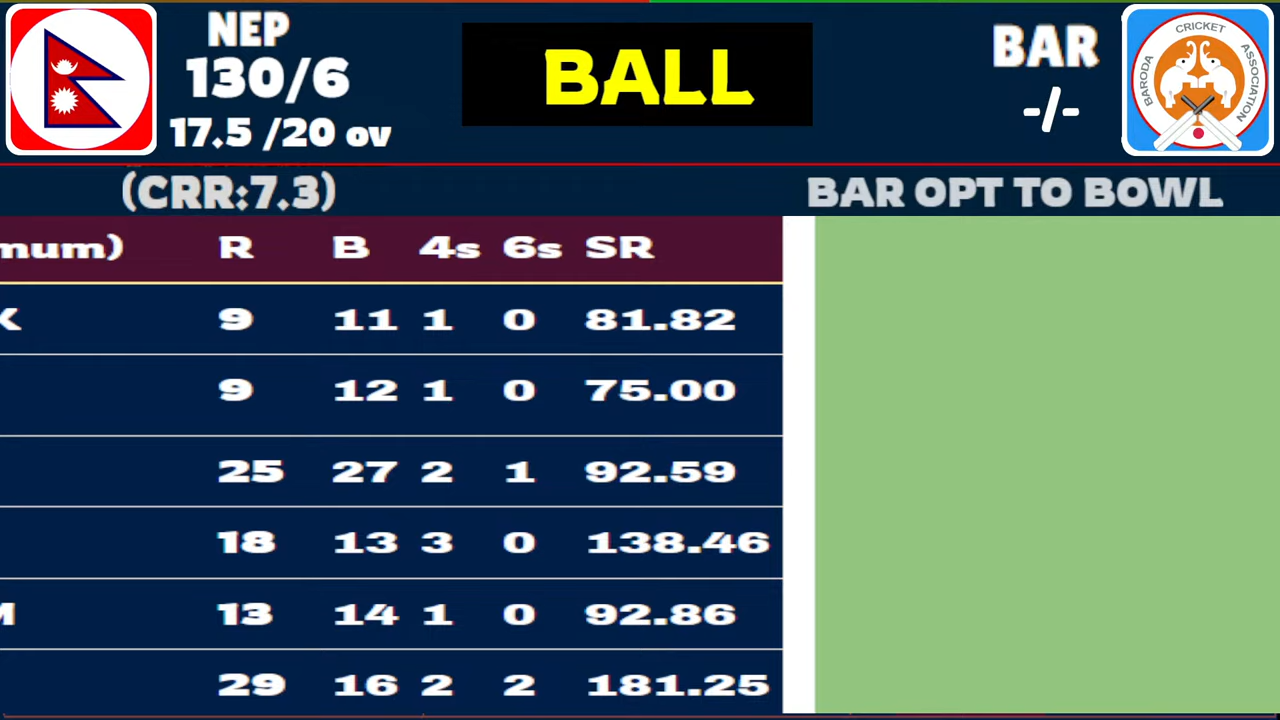 NEP
130/6
17.5 /20 ov
BALL
BAR
-/-
BARODA CRICKET ASSOCIATION
(CRR:7.3)
BAR OPT TO BOWL
mum) R B 4s 6s SR
K 9 11 1 0 81.82
9 12 1 0 75.00
25 27 2 1 92.59
18 13 3 0 138.46
M 13 14 1 0 92.86
29 16 2 2 181.25